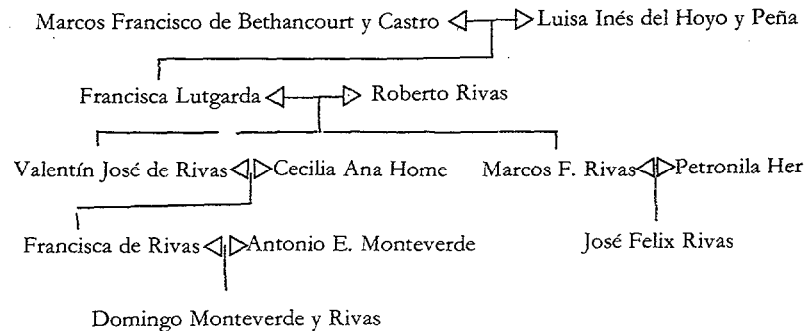 Marcos Francisco de Bethancourt y Castro Luisa Inés del Hoyo y Peña
Francisca Lutgarda Roberto Rivas
Valentín José de Rivas Cecilia Ana Home Marcos F. Rivas Petronila Her
Francisca de Rivas Antonio E. Monteverde José Felix Rivas
Domingo Monteverde y Rivas